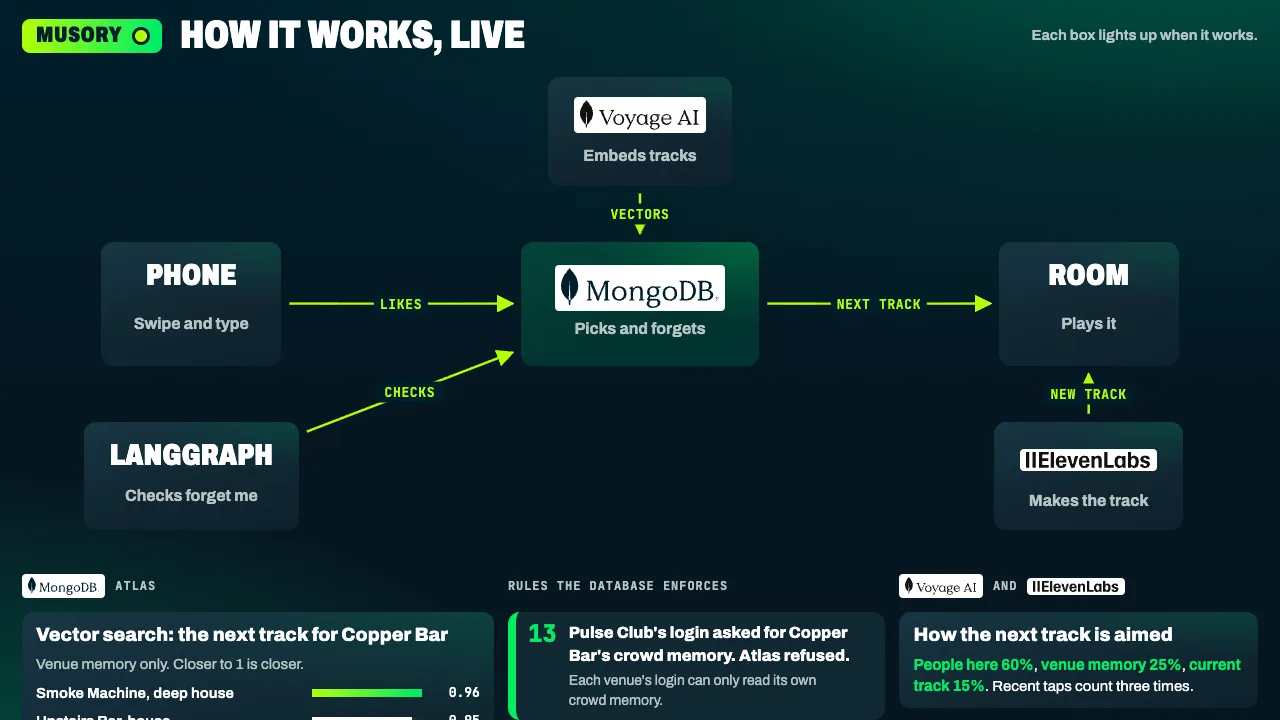 MUSORY
HOW IT WORKS, LIVE
Each box lights up when it works.
Voyage AI
Embeds tracks
VECTORS
PHONE
Swipe and type
LIKES
MongoDB
Picks and forgets
NEXT TRACK
ROOM
Plays it
CHECKS
NEW TRACK
LANGGRAPH
Checks forget me
IIElevenLabs
Makes the track
MongoDB ATLAS
Vector search: the next track for Copper Bar
Venue memory only. Closer to 1 is closer.
Smoke Machine, deep house 0.96
Upstairs Bar, house 0.95
RULES THE DATABASE ENFORCES
13
Pulse Club's login asked for Copper
Bar's crowd memory. Atlas refused.
Each venue's login can only read its own
crowd memory.
Voyage AI AND IIElevenLabs
How the next track is aimed
People here 60%, venue memory 25%, current
track 15%. Recent taps count three times.